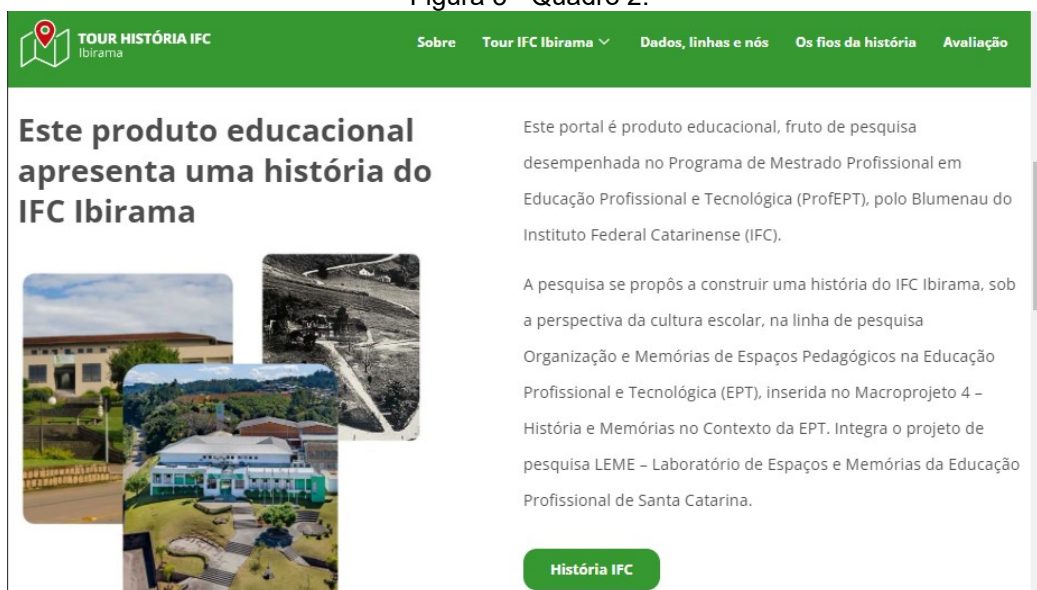 Figura 3 - Quadro 2.
TOUR HISTÓRIA IFC
Ibirama
Sobre
Tour IFC Ibirama
Dados, linhas e nós
Os fios da história
Avaliação
Este produto educacional
apresenta uma história do
IFC Ibirama
Este portal é produto educacional, fruto de pesquisa
desempenhada no Programa de Mestrado Profissional em
Educação Profissional e Tecnológica (ProfEPT), polo Blumenau do
Instituto Federal Catarinense (IFC).
A pesquisa se propôs a construir uma história do IFC Ibirama, sob
a perspectiva da cultura escolar, na linha de pesquisa
Organização e Memórias de Espaços Pedagógicos na Educação
Profissional e Tecnológica (EPT), inserida no Macroprojeto 4 –
História e Memórias no Contexto da EPT. Integra o projeto de
pesquisa LEME – Laboratório de Espaços e Memórias da Educação
Profissional de Santa Catarina.
História IFC